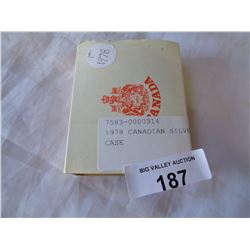 1978
CANADA
7583-0000314
1978 CANADIAN SILV
CASE
BIG VALLEY AUCTION
187